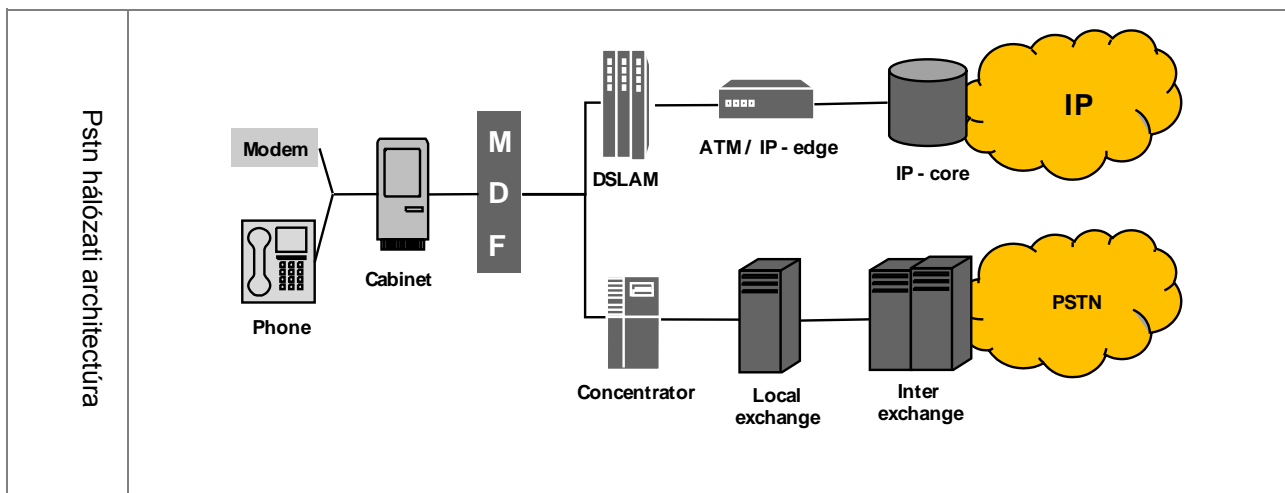 Pstn hálózati architectúra
Modem
Phone
Cabinet
M
D
F
DSLAM
ATM / IP - edge
IP - core
IP
Concentrator
Local
exchange
Inter
exchange
PSTN